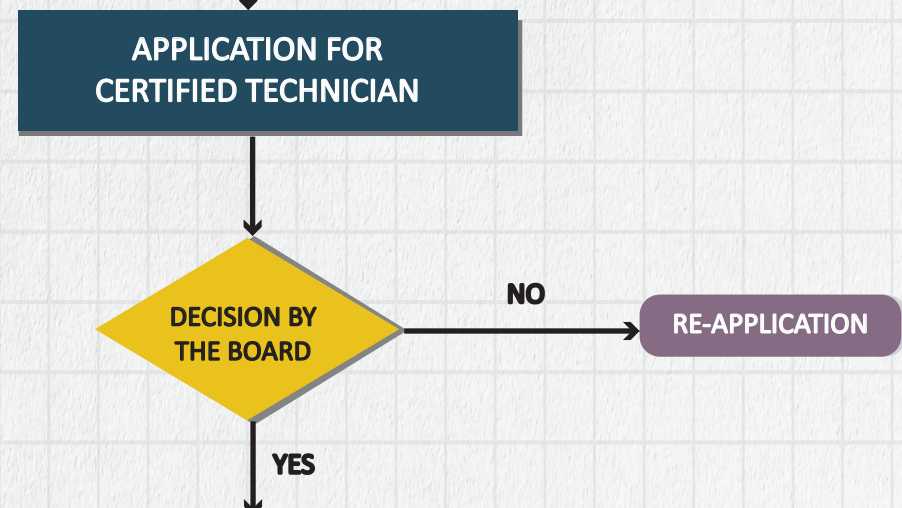 APPLICATION FOR
CERTIFIED TECHNICIAN
DECISION BY
THE BOARD
NO
RE-APPLICATION
YES